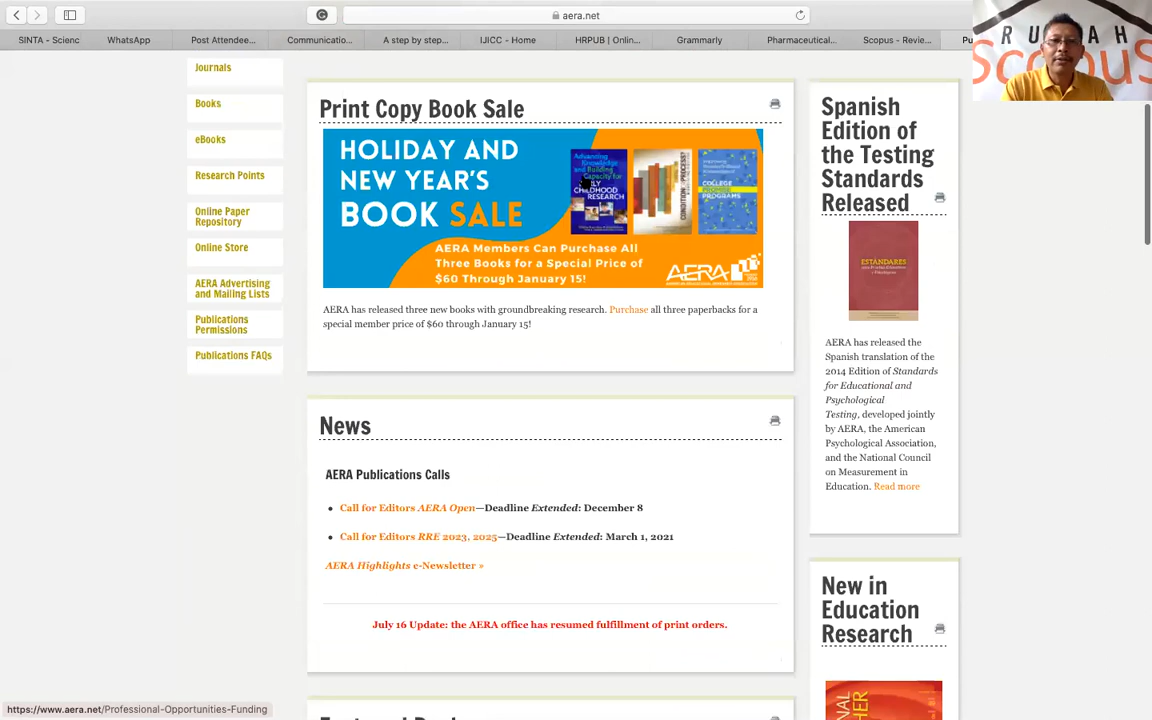 aera.net
SINTA - Scienc
WhatsApp
Post Attendee...
Communicatio...
A step by step...
IJICC - Home
HRPUB | Onlin...
Grammarly
Pharmaceutical...
Scopus - Revie...
RUMAH
Scopus
Journals
Books
eBooks
Research Points
Online Paper
Repository
Online Store
AERA Advertising
and Mailing Lists
Publications
Permissions
Publications FAQs
Print Copy Book Sale
HOLIDAY AND
NEW YEAR'S
BOOK SALE
AERA Members Can Purchase All
Three Books for a Special Price of
$60 Through January 15!
AERA
AERA has released three new books with groundbreaking research. Purchase all three paperbacks for a
special member price of $60 through January 15!
News
AERA Publications Calls
Call for Editors AERA Open—Deadline Extended: December 8
Call for Editors RRE 2023, 2025—Deadline Extended: March 1, 2021
AERA Highlights e-Newsletter »
July 16 Update: the AERA office has resumed fulfillment of print orders.
Spanish
Edition of
the Testing
Standards
Released
ESTÁNDARES
AERA has released the
Spanish translation of the
2014 Edition of Standards
for Educational and
Psychological
Testing, developed jointly
by AERA, the American
Psychological Association,
and the National Council
on Measurement in
Education. Read more
New in
Education
Research
https://www.aera.net/Professional-Opportunities-Funding